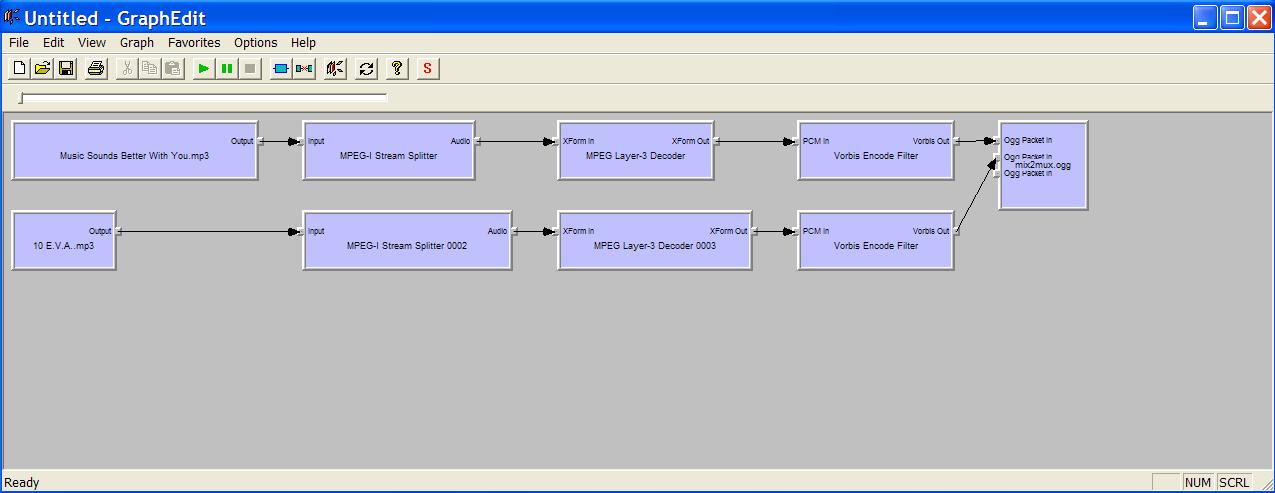 Untitled - GraphEdit
File Edit View Graph Favorites Options Help
S
Output Input Audio XForm In XForm Out PCM In Vorbis Out Ogg Packet In
Music Sounds Better With You.mp3 MPEG-I Stream Splitter MPEG Layer-3 Decoder Vorbis Encode Filter
Ogg Packet In
mix2mux.ogg
Ogg Packet In
Output Input Audio XForm In XForm Out PCM In Vorbis Out
10 E.V.A..mp3 MPEG-I Stream Splitter 0002 MPEG Layer-3 Decoder 0003 Vorbis Encode Filter
Ready NUM SCRL